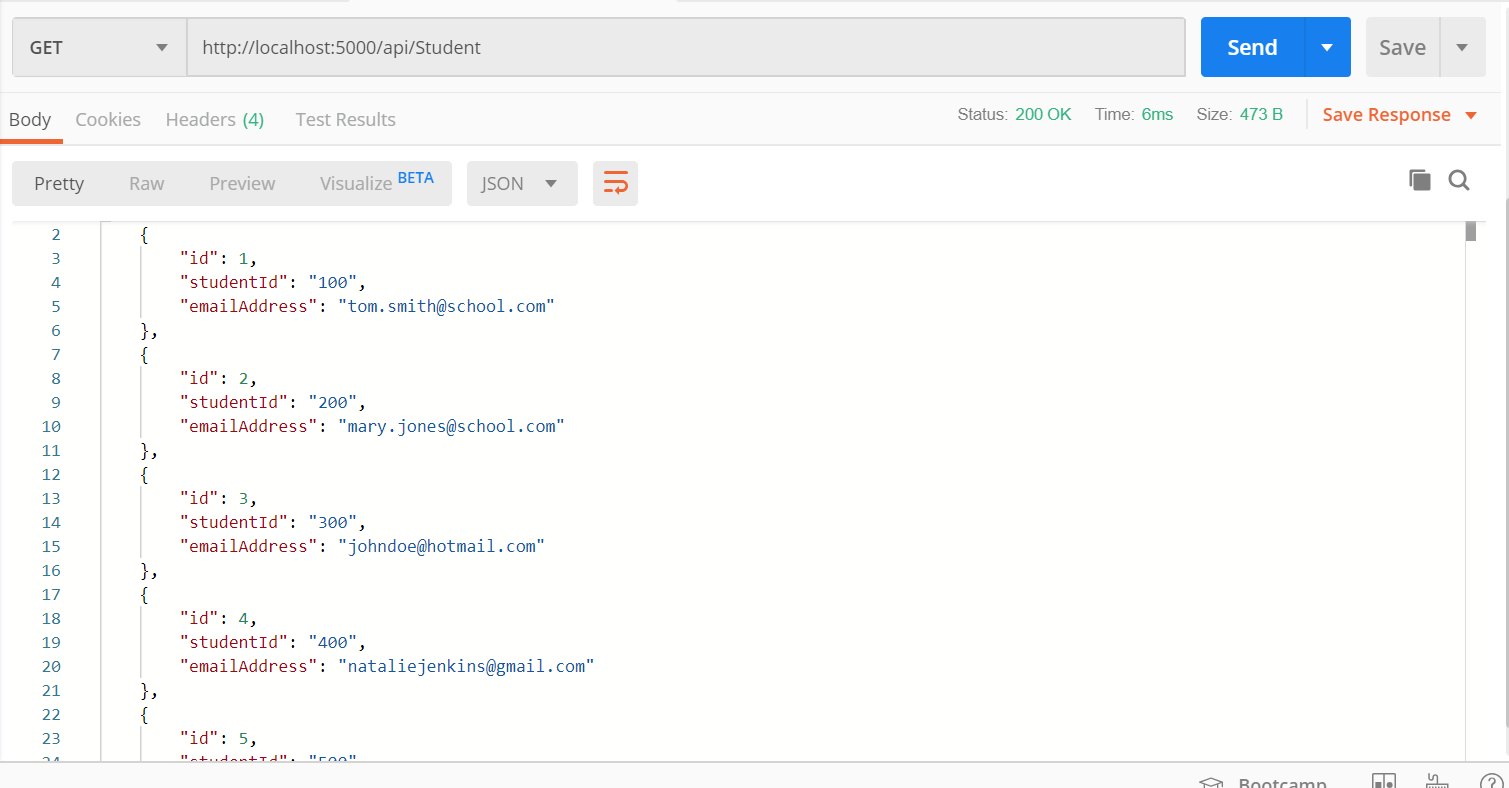 GET http://localhost:5000/api/Student Send Save
Body Cookies Headers (4) Test Results Status: 200 OK Time: 6ms Size: 473 B Save Response
Pretty Raw Preview Visualize BETA JSON
2 {
3 "id": 1,
4 "studentId": "100",
5 "emailAddress": "tom.smith@school.com"
6 },
7 {
8 "id": 2,
9 "studentId": "200",
10 "emailAddress": "mary.jones@school.com"
11 },
12 {
13 "id": 3,
14 "studentId": "300",
15 "emailAddress": "johndoe@hotmail.com"
16 },
17 {
18 "id": 4,
19 "studentId": "400",
20 "emailAddress": "nataliejenkins@gmail.com"
21 },
22 {
23 "id": 5,
24 "studentId": "500"
Bootcamp